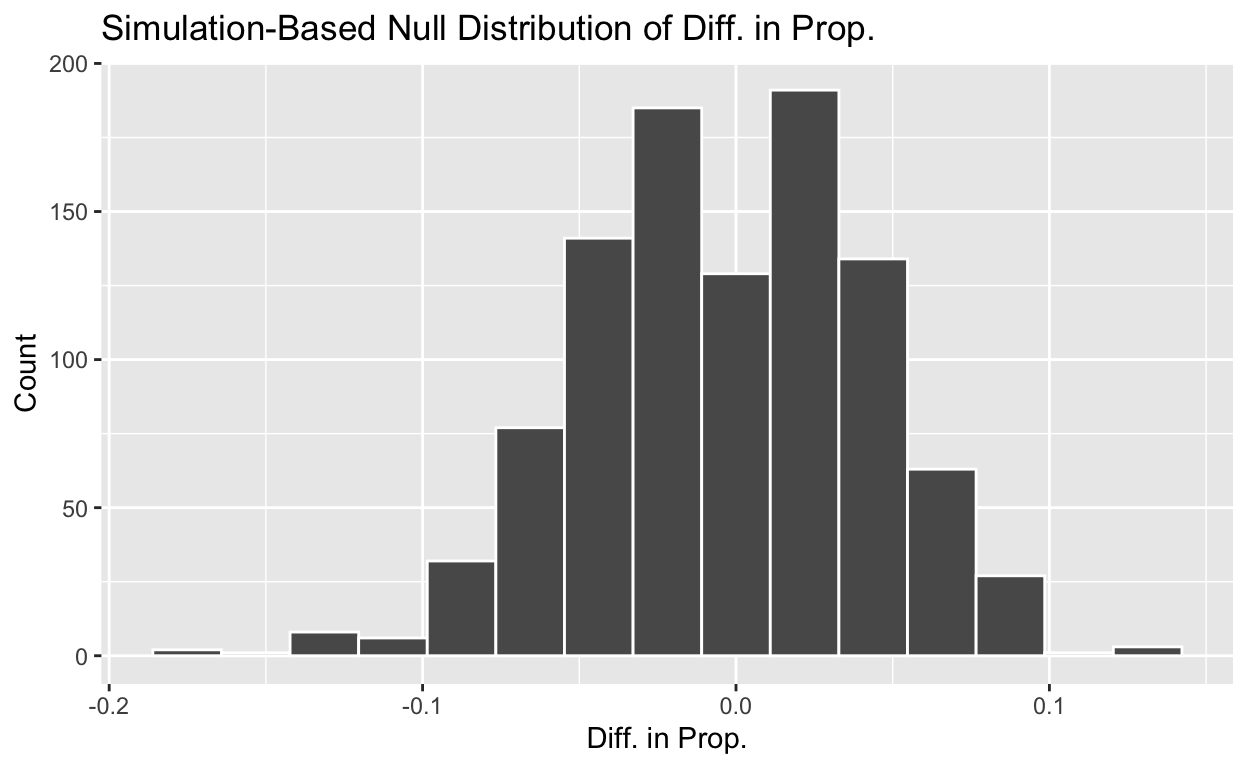 Simulation-Based Null Distribution of Diff. in Prop.
200
150
100
50
0
Count
-0.2 -0.1 0.0 0.1
Diff. in Prop.